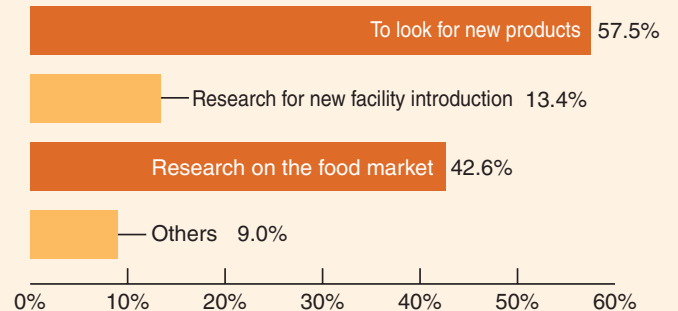 To look for new products 57.5%
Research for new facility introduction 13.4%
Research on the food market 42.6%
Others 9.0%
0% 10% 20% 30% 40% 50% 60%